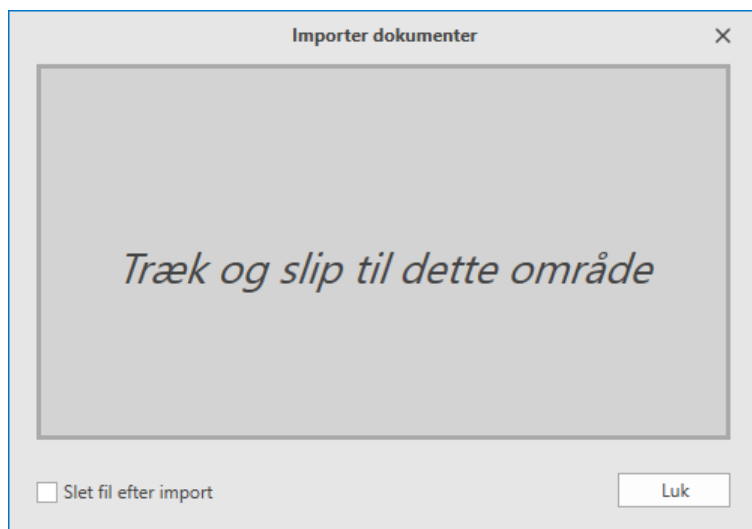 Importer dokumenter
Træk og slip til dette område
Slet fil efter import
Luk